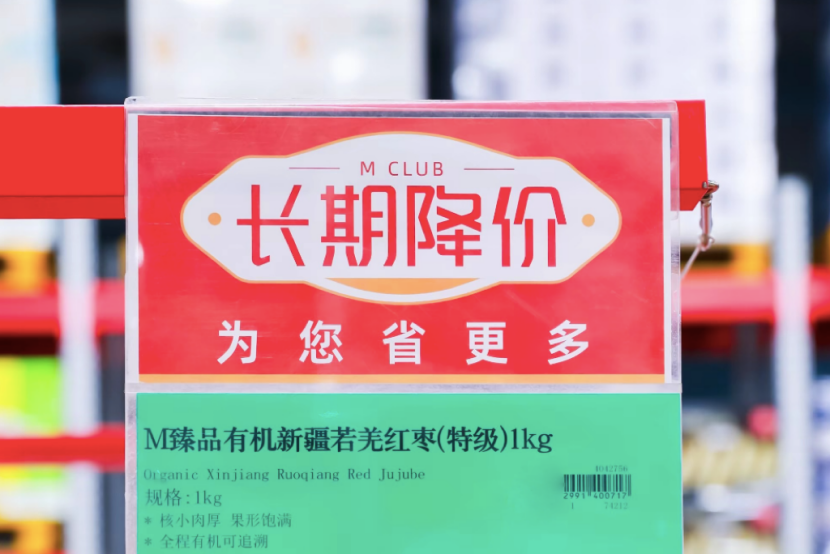 M CLUB
长期降价
为您省更多
M臻品有机新疆若羌红枣(特级)1kg
Organic Xinjiang Ruoqiang Red Jujube
规格:1kg
* 核小肉厚 果形饱满
* 全程有机可追溯